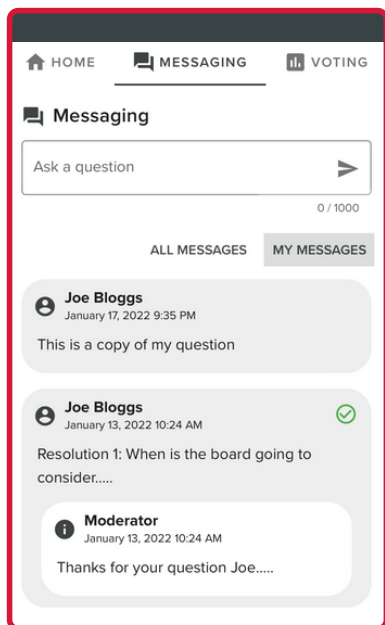 HOME MESSAGING VOTING
Messaging
Ask a question
0 / 1000
ALL MESSAGES MY MESSAGES
Joe Bloggs
January 17, 2022 9:35 PM
This is a copy of my question
Joe Bloggs
January 13, 2022 10:24 AM
Resolution 1: When is the board going to
consider.....
Moderator
January 13, 2022 10:24 AM
Thanks for your question Joe.....